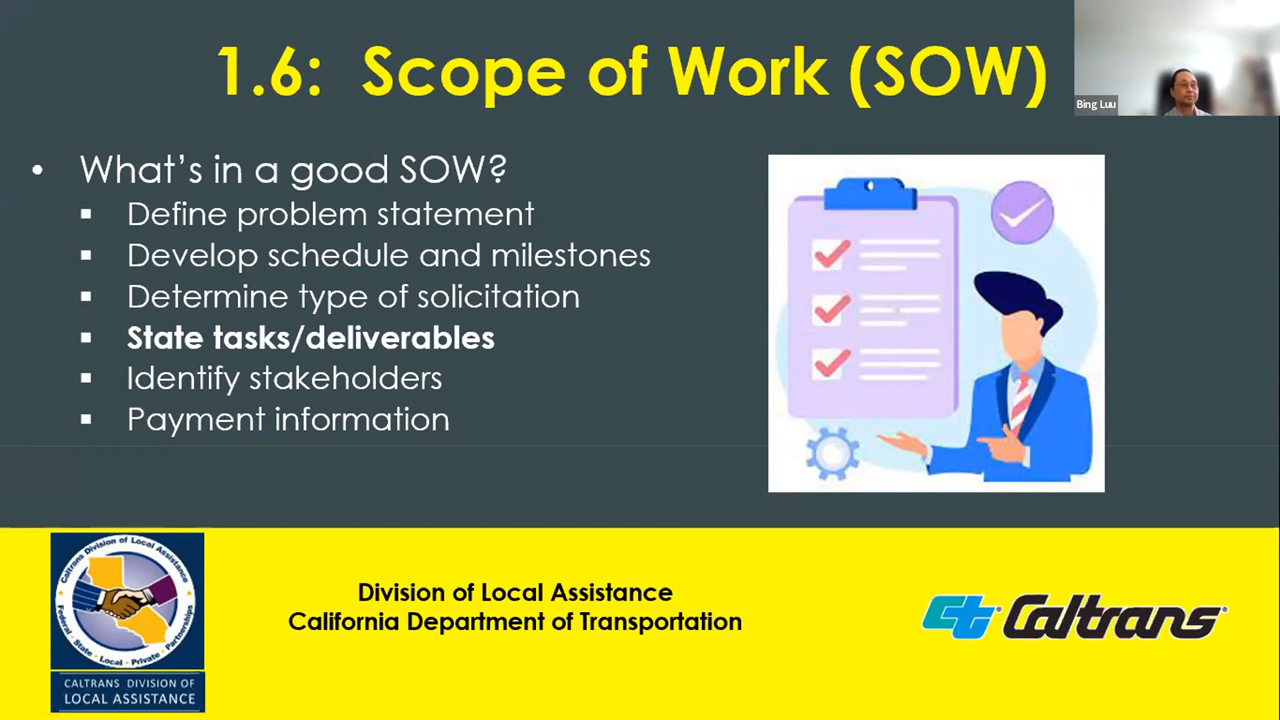 1.6: Scope of Work (SOW)
Bing Luu
• What's in a good SOW?
▪ Define problem statement
▪ Develop schedule and milestones
▪ Determine type of solicitation
▪ State tasks/deliverables
▪ Identify stakeholders
▪ Payment information
Caltrans Division of Local Assistance
Federal - State - Local - Private - Partnerships
CALTRANS DIVISION OF
LOCAL ASSISTANCE
Division of Local Assistance
California Department of Transportation
ct Caltrans